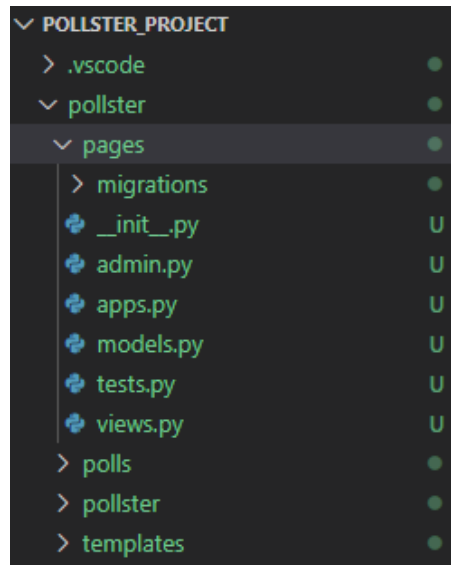 POLLSTER_PROJECT
.vscode
pollster
pages
migrations
__init__.py U
admin.py U
apps.py U
models.py U
tests.py U
views.py U
polls
pollster
templates